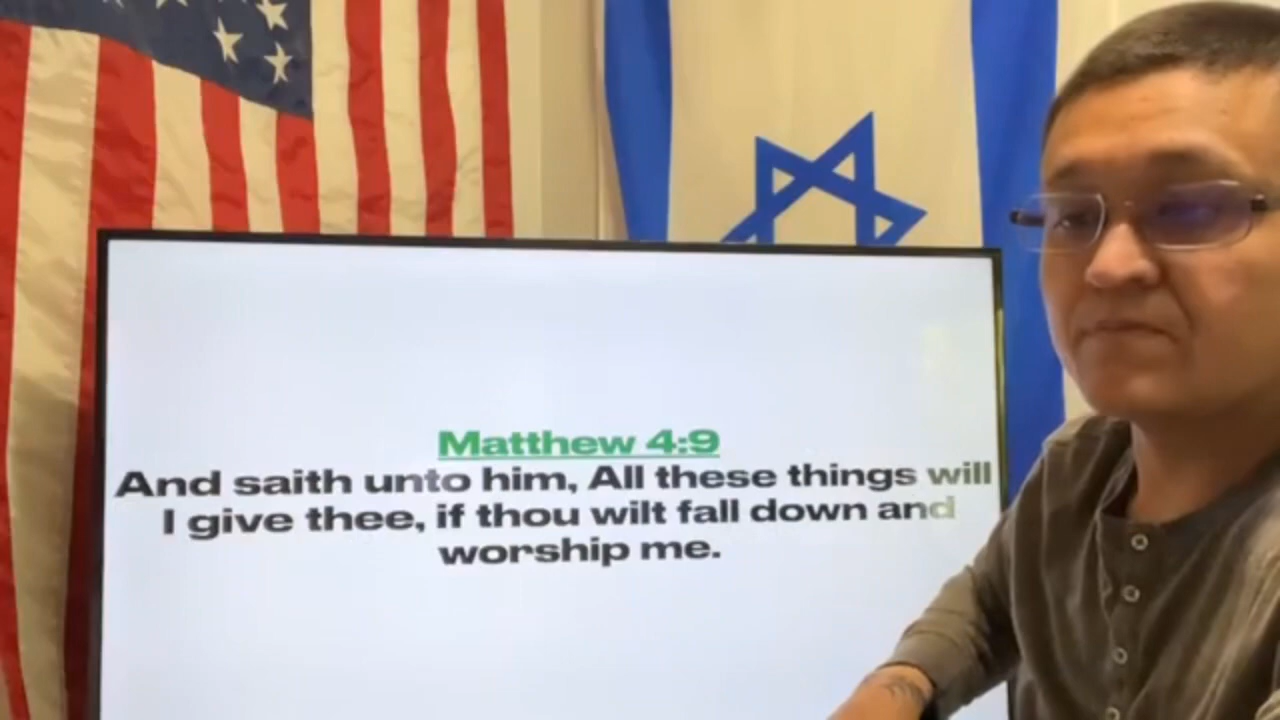 Matthew 4:9
And saith unto him, All these things will
I give thee, if thou wilt fall down and
worship me.